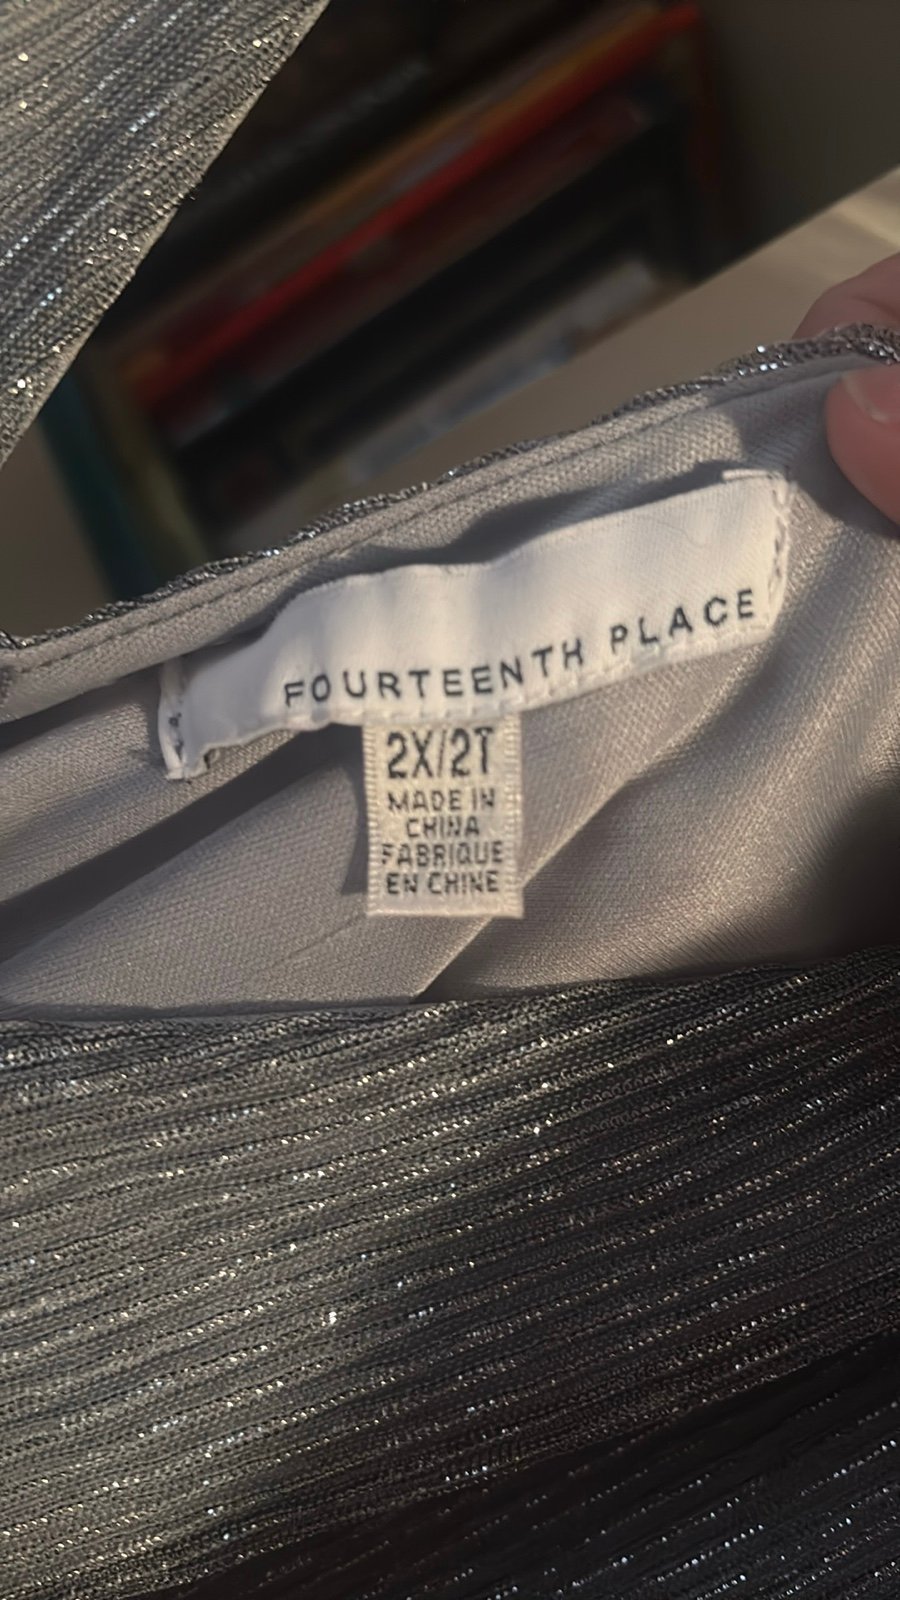 FOURTEENTH PLACE
2X/2T
MADE IN
CHINA
FABRIQUE
EN CHINE